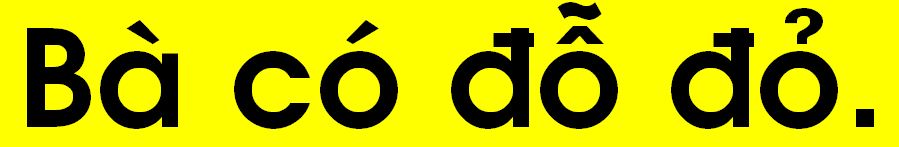 Bà có đỗ đỏ.